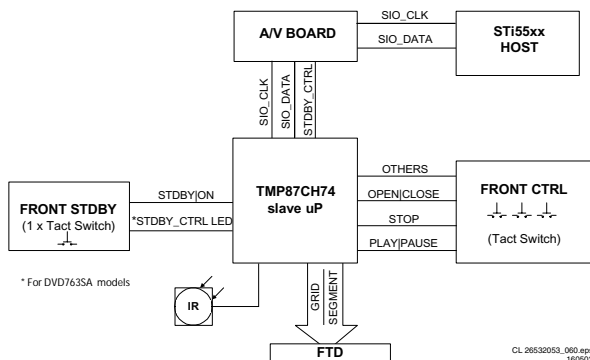 A/V BOARD
SIO_CLK
SIO_DATA
STi55xx
HOST
SIO_CLK
SIO_DATA
STDBY_CTRL
TMP87CH74
slave uP
FRONT STDBY
(1 x Tact Switch)
STDBY|ON
*STDBY_CTRL LED
OTHERS
OPEN|CLOSE
STOP
PLAY|PAUSE
FRONT CTRL
(Tact Switch)
* For DVD763SA models
IR
GRID
SEGMENT
FTD
CL 26532053_060.eps